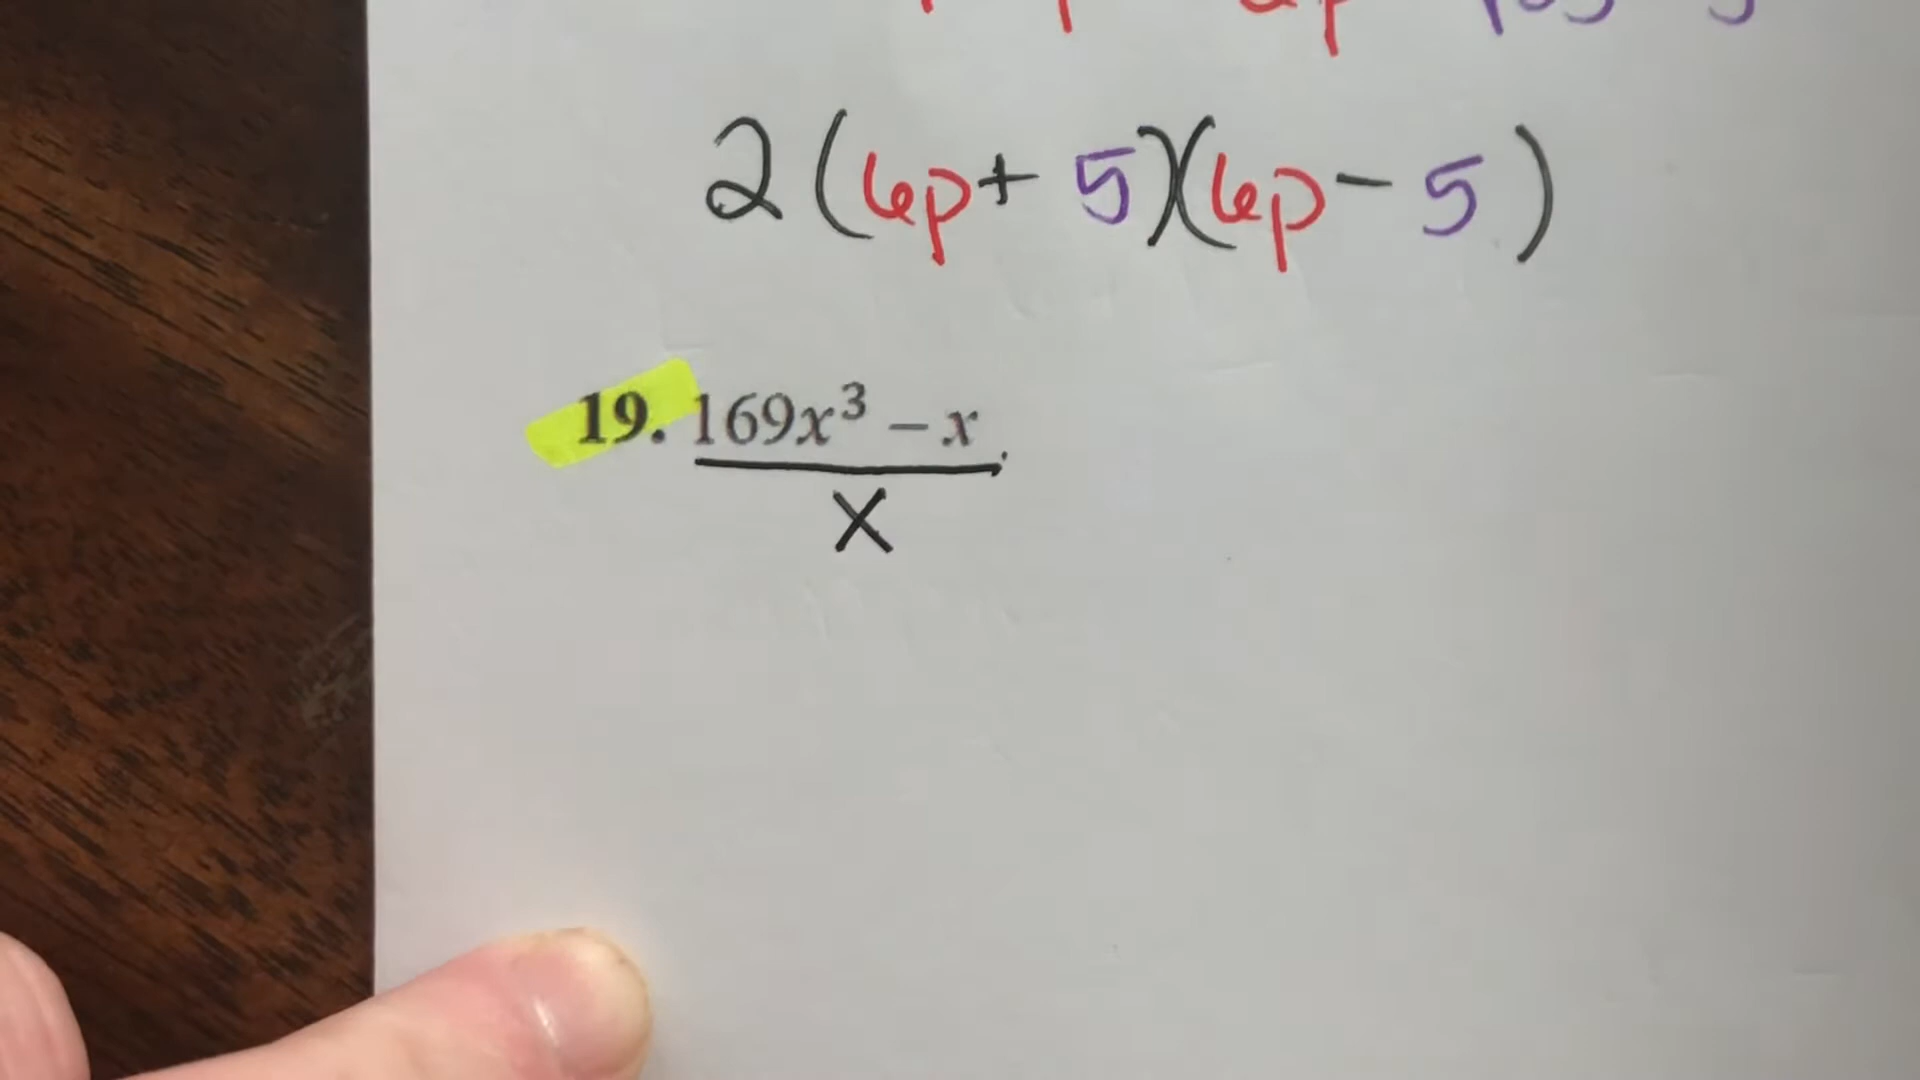 2(6p+ 5)(6p- 5)
19. 169x³ – x
x